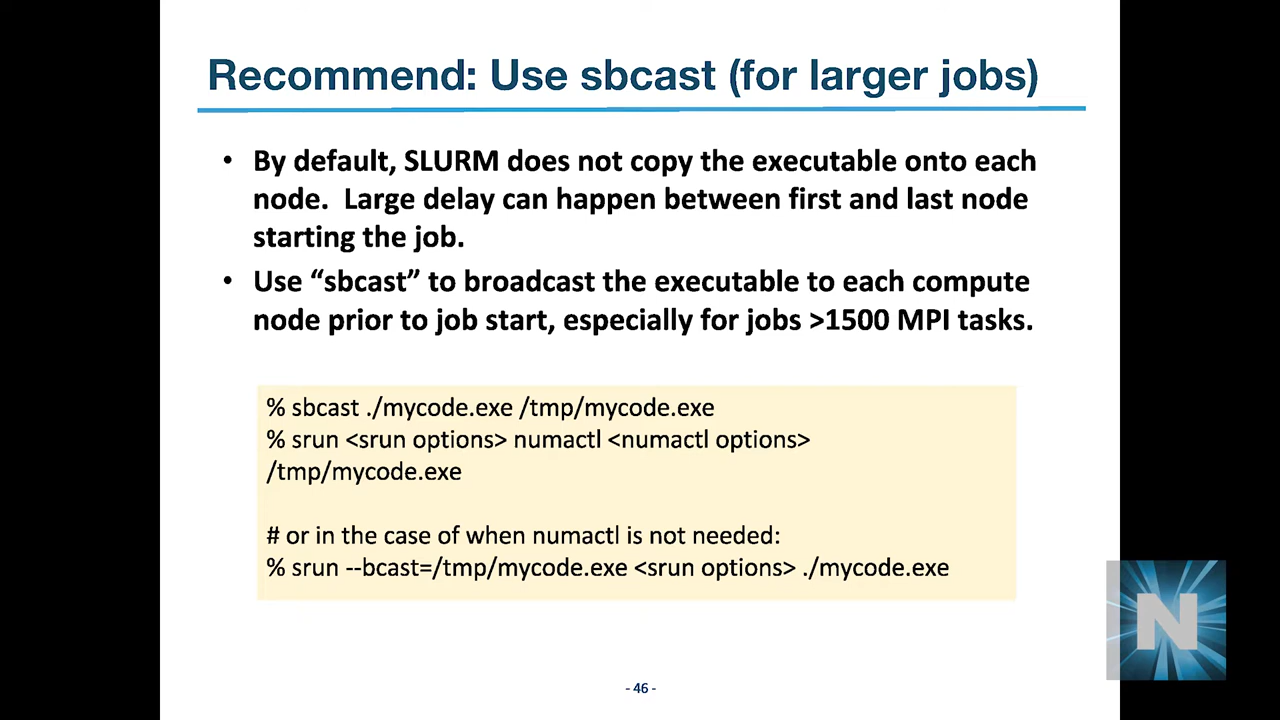 Recommend: Use sbcast (for larger jobs)
• By default, SLURM does not copy the executable onto each
node.  Large delay can happen between first and last node
starting the job.
• Use “sbcast” to broadcast the executable to each compute
node prior to job start, especially for jobs >1500 MPI tasks.
% sbcast ./mycode.exe /tmp/mycode.exe
% srun <srun options> numactl <numactl options>
/tmp/mycode.exe
# or in the case of when numactl is not needed:
% srun --bcast=/tmp/mycode.exe <srun options> ./mycode.exe
N
- 46 -